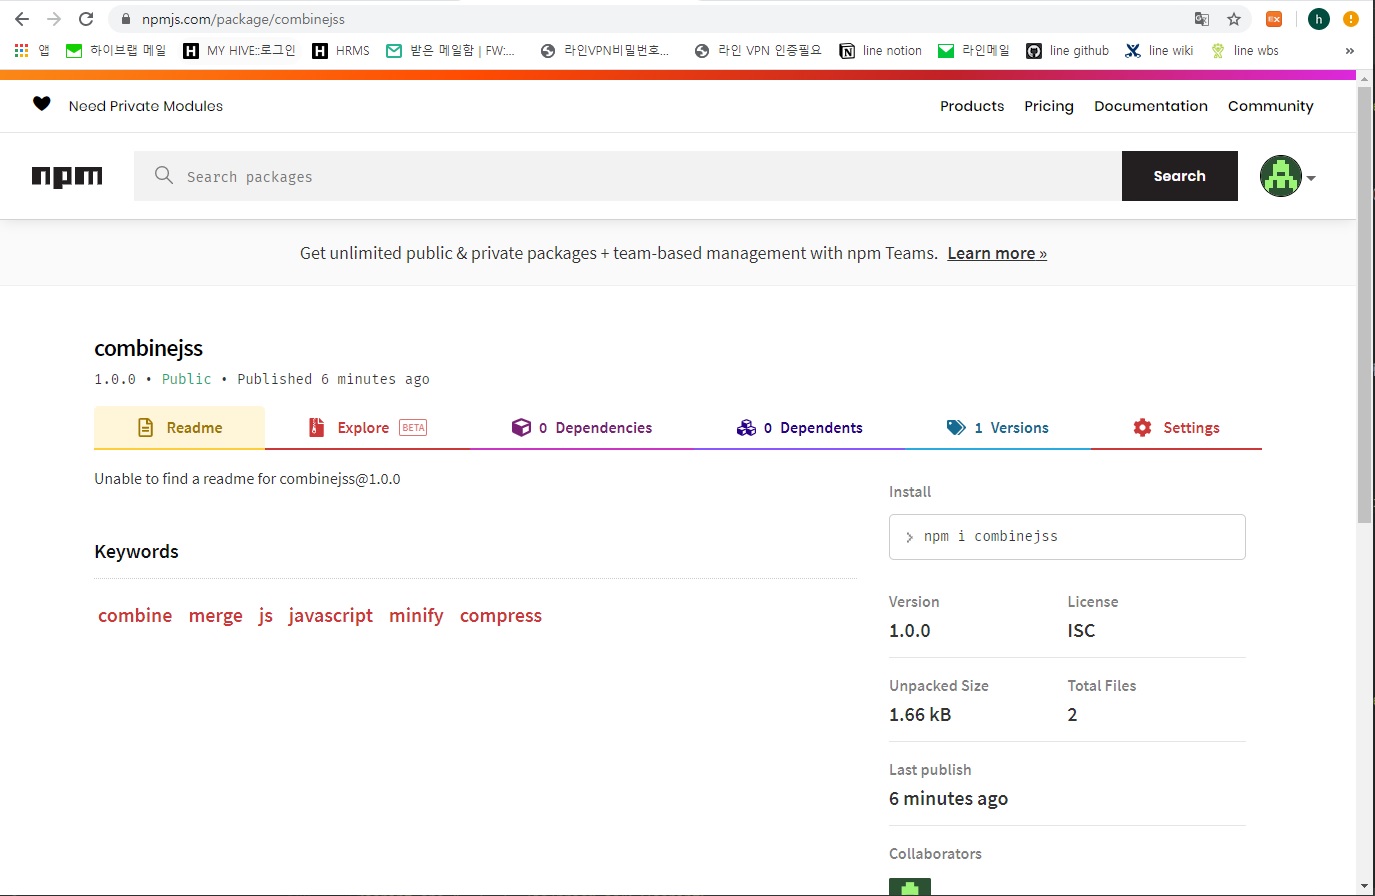 npmjs.com/package/combinejss
앱 하이브랩 메일 MY HIVE::로그인 HRMS 받은 메일함 | FW:... 라인VPN비밀번호... 라인 VPN 인증필요 line notion 라인메일 line github line wiki line wbs »
Need Private Modules Products Pricing Documentation Community
npm Search packages Search
Get unlimited public & private packages + team-based management with npm Teams. Learn more »
combinejss
1.0.0 • Public • Published 6 minutes ago
Readme Explore BETA 0 Dependencies 0 Dependents 1 Versions Settings
Unable to find a readme for combinejss@1.0.0
Keywords
combine merge js javascript minify compress
Install
npm i combinejss
Version License
1.0.0 ISC
Unpacked Size Total Files
1.66 kB 2
Last publish
6 minutes ago
Collaborators